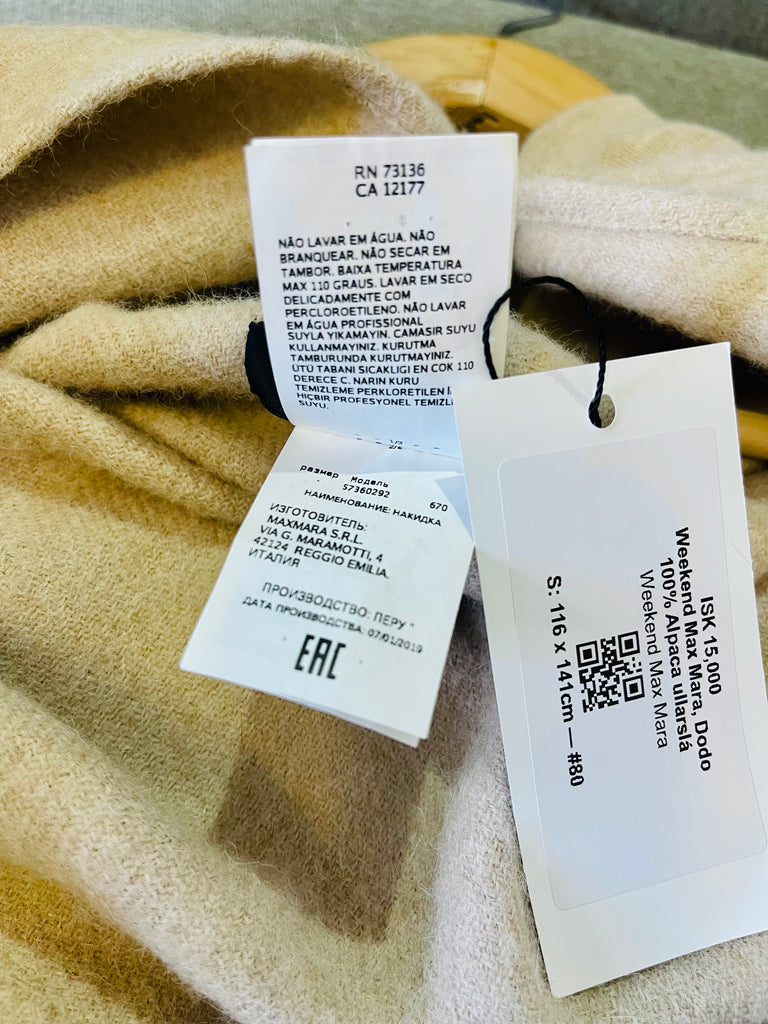 RN 73136
CA 12177
NÃO LAVAR EM ÁGUA. NÃO
BRANQUEAR. NÃO SECAR EM
TAMBOR. BAIXA TEMPERATURA
MAX 110 GRAUS. LAVAR EM SECO
DELICADAMENTE COM
PERCLOROETILENO. NÃO LAVAR
EM ÁGUA PROFISSIONAL
SUYLA YIKAMAYIN. CAMASIR SUYU
KULLANMAYINIZ. KURUTMA
TAMBURUNDA KURUTMAYINIZ.
ÜTÜ TABANI SICAKLIGI EN COK 110
DERECE C. NARIN KURU
TEMIZLEME PERKLORETILEN
HIÇBIR PROFESYONEL TEMIZL
SUYU.
размер Модель
- 57360292 670
НАИМЕНОВАНИЕ: НАКИДКА
ИЗГОТОВИТЕЛЬ:
MAXMARA S.R.L.
VIA G. MARAMOTTI, 4
42124 REGGIO EMILIA
ИТАЛИЯ
ПРОИЗВОДСТВО: ПЕРУ "
ДАТА ПРОИЗВОДСТВА: 07/01/2019
EAC
ISK 15,000
Weekend Max Mara, Dodo
100% Alpaca ullarslá
Weekend Max Mara
S: 116 x 141cm — #80